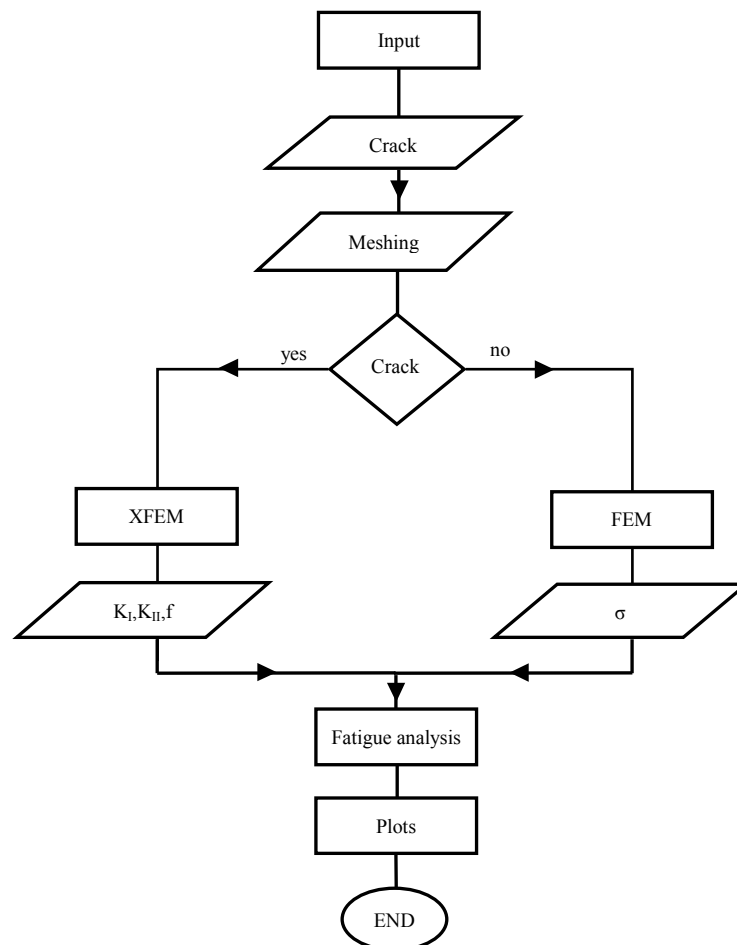 Input
Crack
Meshing
yes
Crack
no
XFEM
FEM
K_I,K_II,f
σ
Fatigue analysis
Plots
END